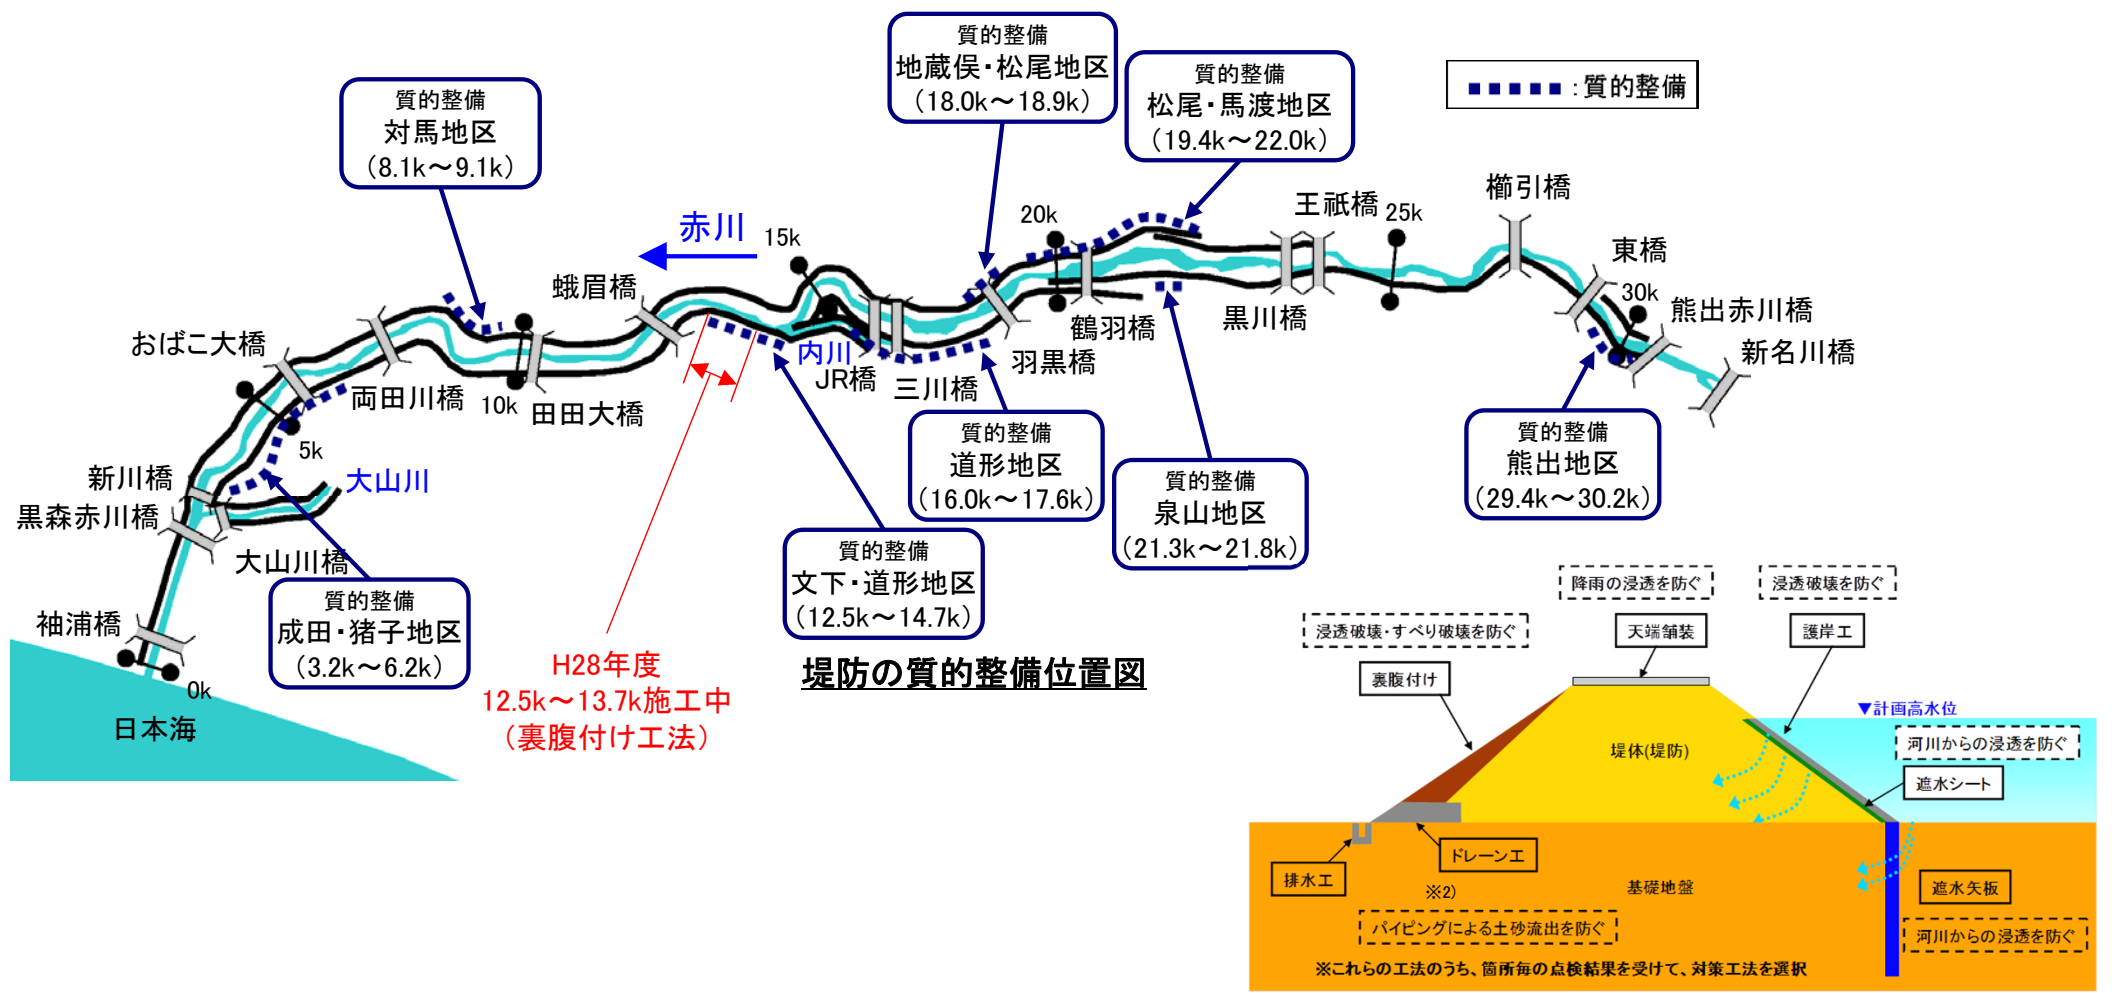 質的整備
地蔵俣・松尾地区
（18.0k～18.9k）
質的整備
松尾・馬渡地区
（19.4k～22.0k）
：質的整備
質的整備
対馬地区
（8.1k～9.1k）
赤川
15k
20k
王祇橋
25k
櫛引橋
東橋
30k
熊出赤川橋
新名川橋
蛾眉橋
おばこ大橋
両田川橋
10k
田田大橋
内川
JR橋
三川橋
羽黒橋
鶴羽橋
黒川橋
5k
新川橋
大山川
黒森赤川橋
大山川橋
袖浦橋
0k
日本海
質的整備
成田・猪子地区
（3.2k～6.2k）
質的整備
文下・道形地区
（12.5k～14.7k）
質的整備
道形地区
（16.0k～17.6k）
質的整備
泉山地区
（21.3k～21.8k）
質的整備
熊出地区
（29.4k～30.2k）
H28年度
12.5k～13.7k施工中
（裏腹付け工法）
堤防の質的整備位置図
降雨の浸透を防ぐ
浸透破壊を防ぐ
浸透破壊・すべり破壊を防ぐ
天端舗装
護岸工
裏腹付け
▼計画高水位
河川からの浸透を防ぐ
堤体(堤防)
遮水シート
ドレーン工
排水工
※2)
基礎地盤
遮水矢板
パイピングによる土砂流出を防ぐ
河川からの浸透を防ぐ
※これらの工法のうち、箇所毎の点検結果を受けて、対策工法を選択